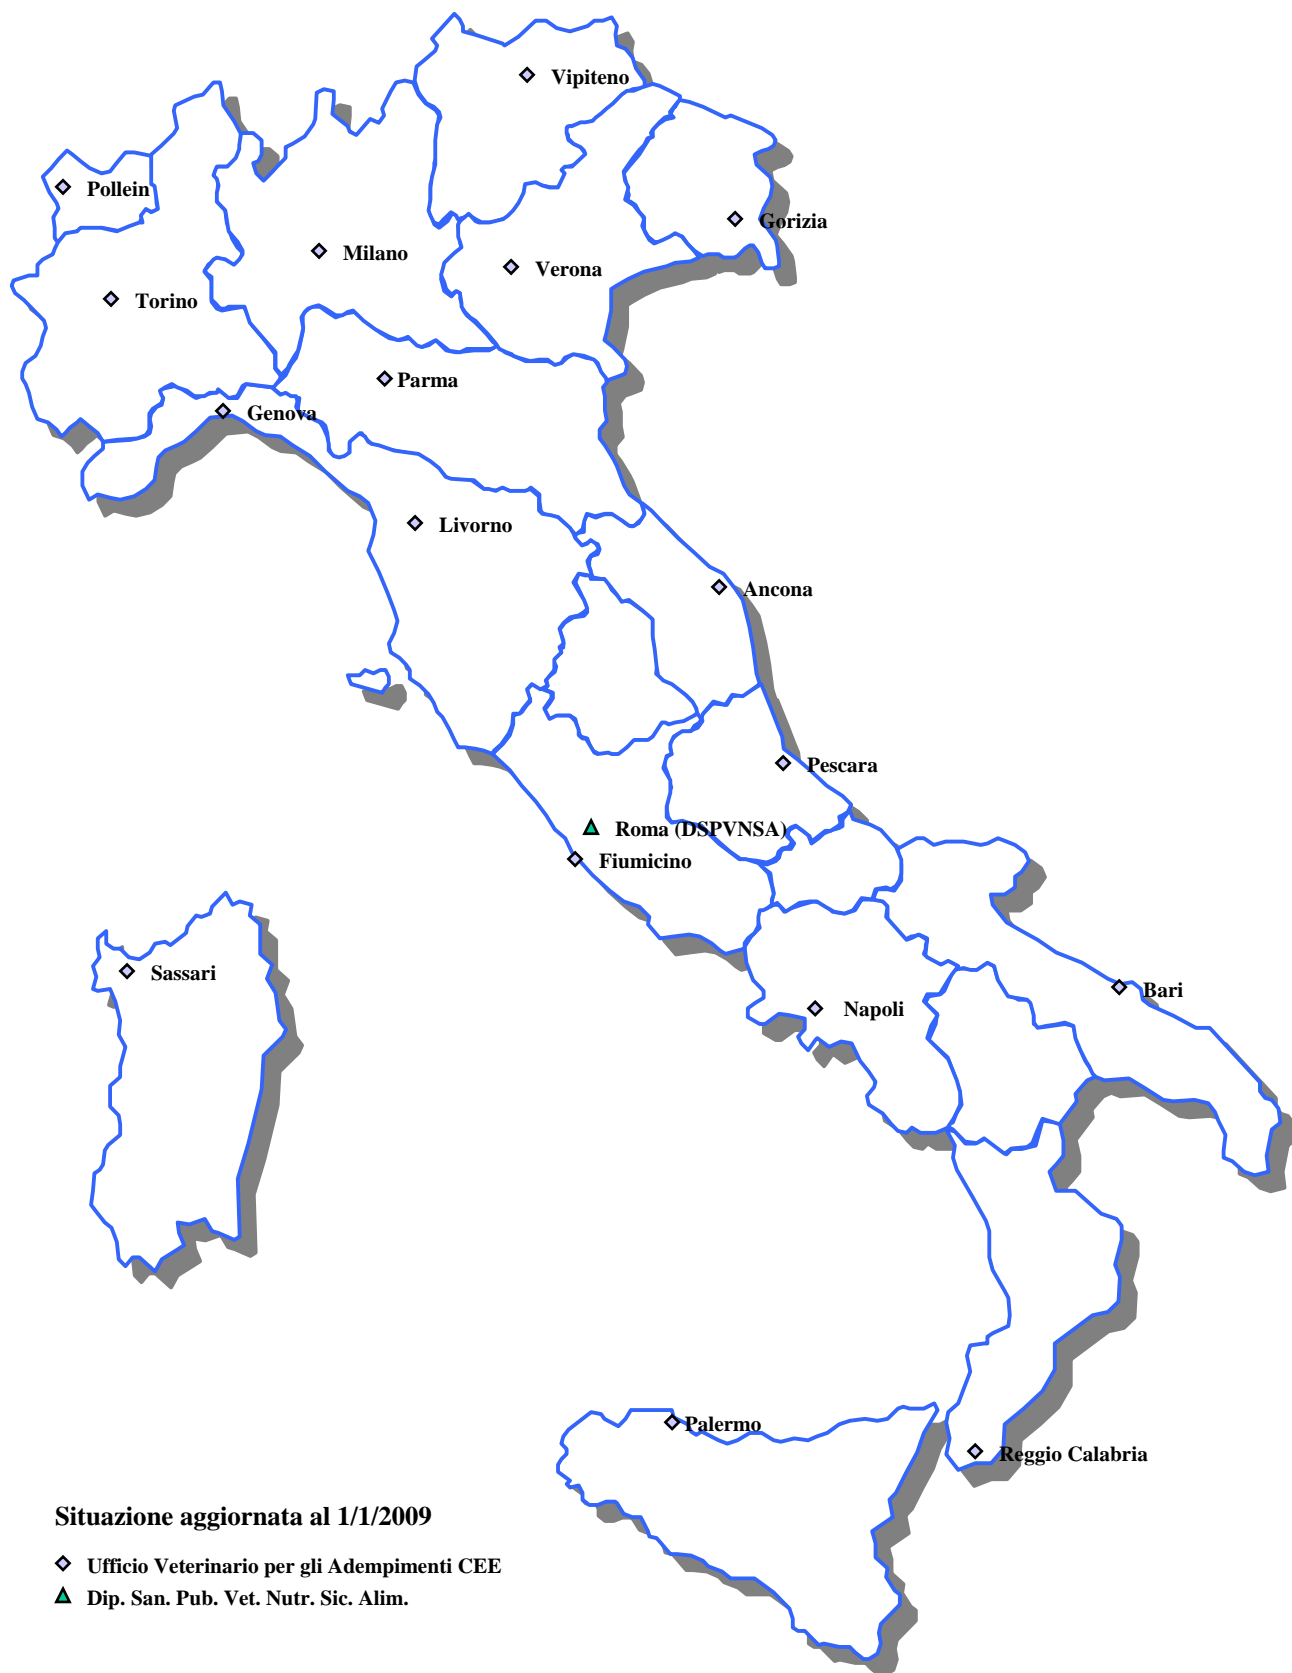 Vipiteno
Pollein
Gorizia
Milano
Verona
Torino
Parma
Genova
Livorno
Ancona
Pescara
Roma (DSPVNSA)
Fiumicino
Sassari
Bari
Napoli
Palermo
Reggio Calabria
Situazione aggiornata al 1/1/2009
Ufficio Veterinario per gli Adempimenti CEE
Dip. San. Pub. Vet. Nutr. Sic. Alim.